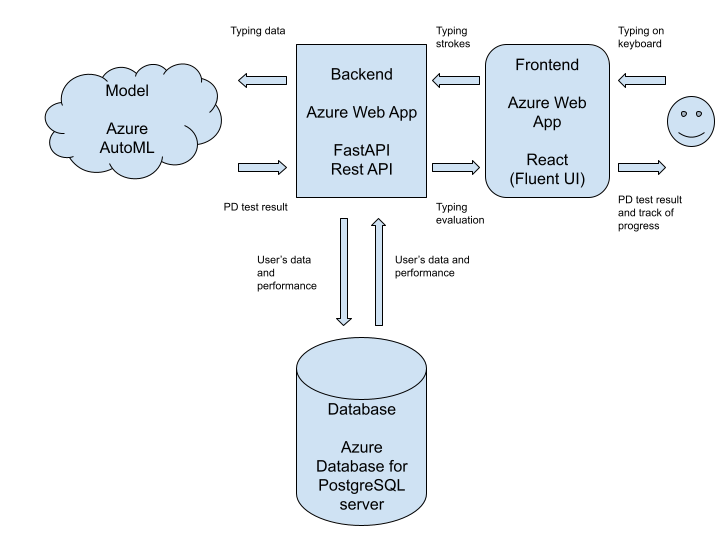 Typing data
Typing
strokes
Typing on
keyboard
Model
Azure
AutoML
Backend
Azure Web App
FastAPI
Rest API
Frontend
Azure Web
App
React
(Fluent UI)
PD test result
Typing
evaluation
PD test result
and track of
progress
User's data
and
performance
User's data and
performance
Database
Azure
Database for
PostgreSQL
server